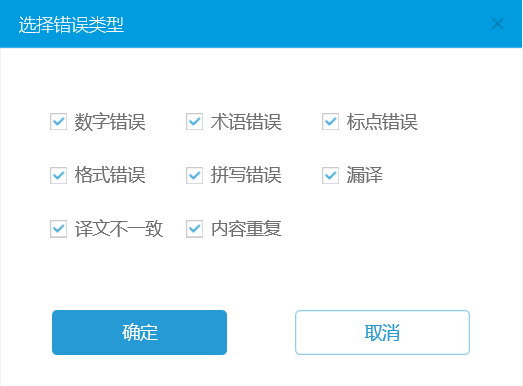 选择错误类型
数字错误 术语错误 标点错误
格式错误 拼写错误 漏译
译文不一致 内容重复
确定 取消